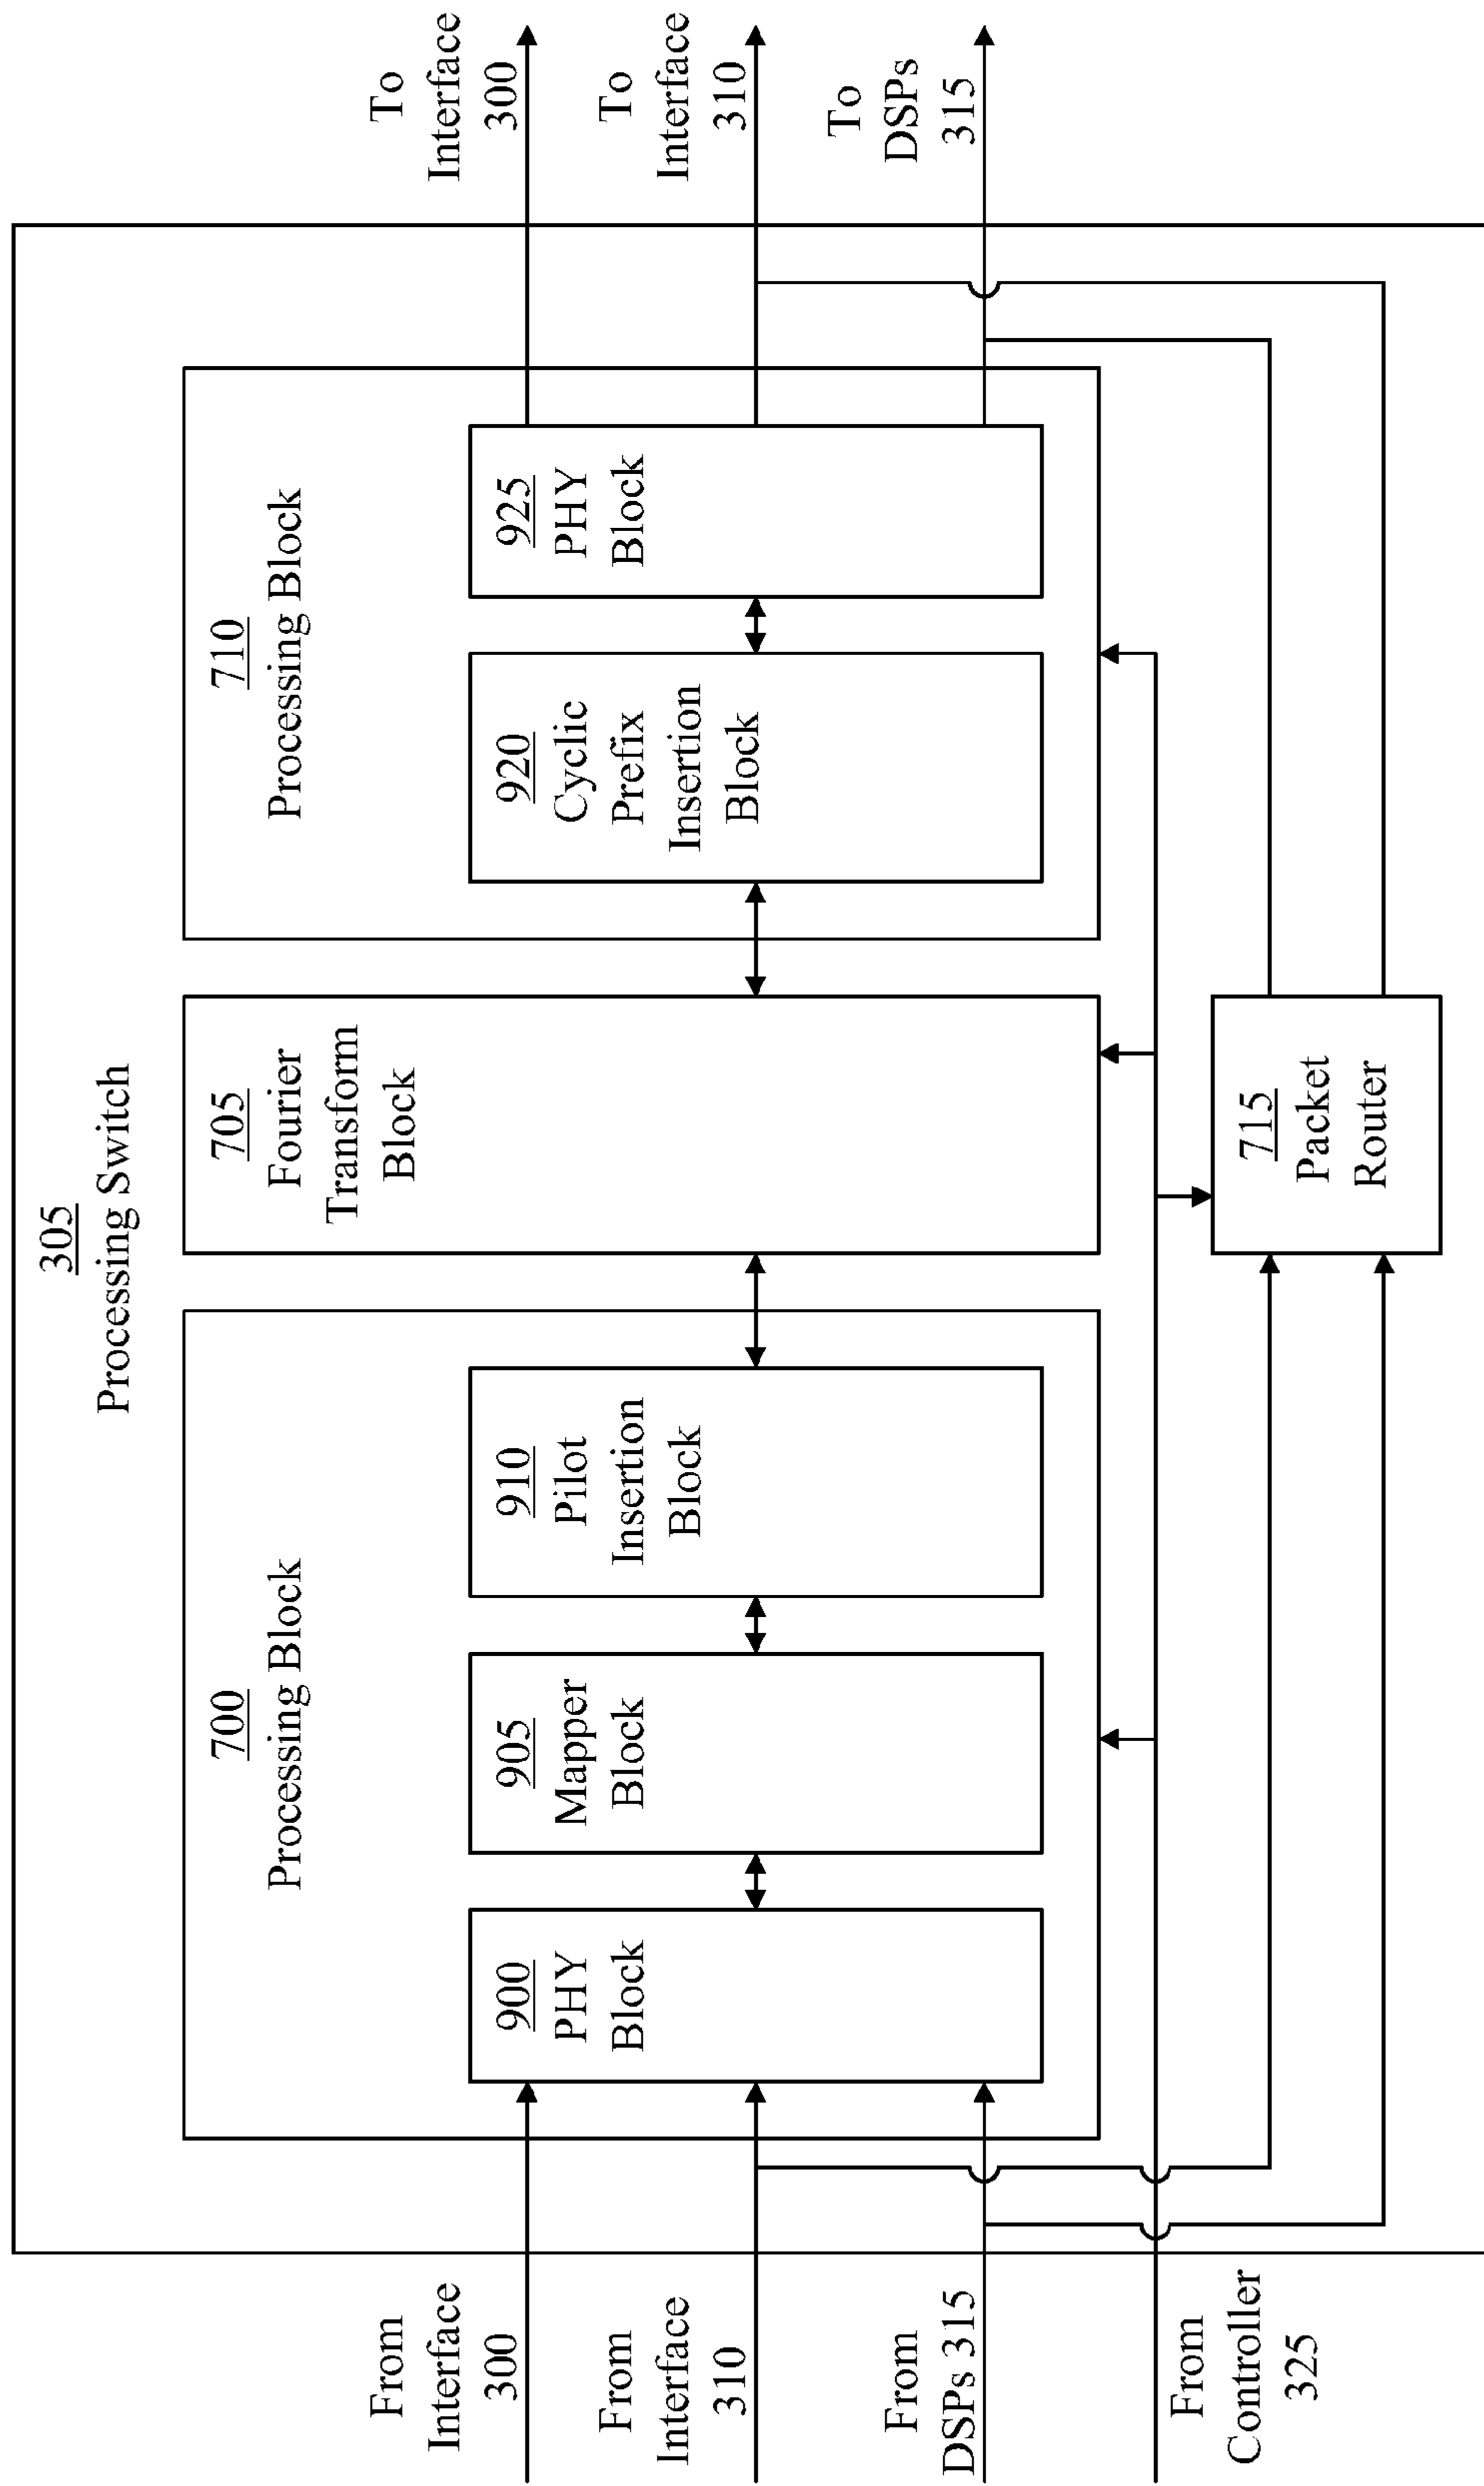 305
Processing Switch
From
Interface
300
From
Interface
310
From
DSPs 315
From
Controller
325
700
Processing Block
900
PHY
Block
905
Mapper
Block
910
Pilot
Insertion
Block
705
Fourier
Transform
Block
710
Processing Block
920
Cyclic
Prefix
Insertion
Block
925
PHY
Block
715
Packet
Router
To
Interface
300
To
Interface
310
To
DSPs
315